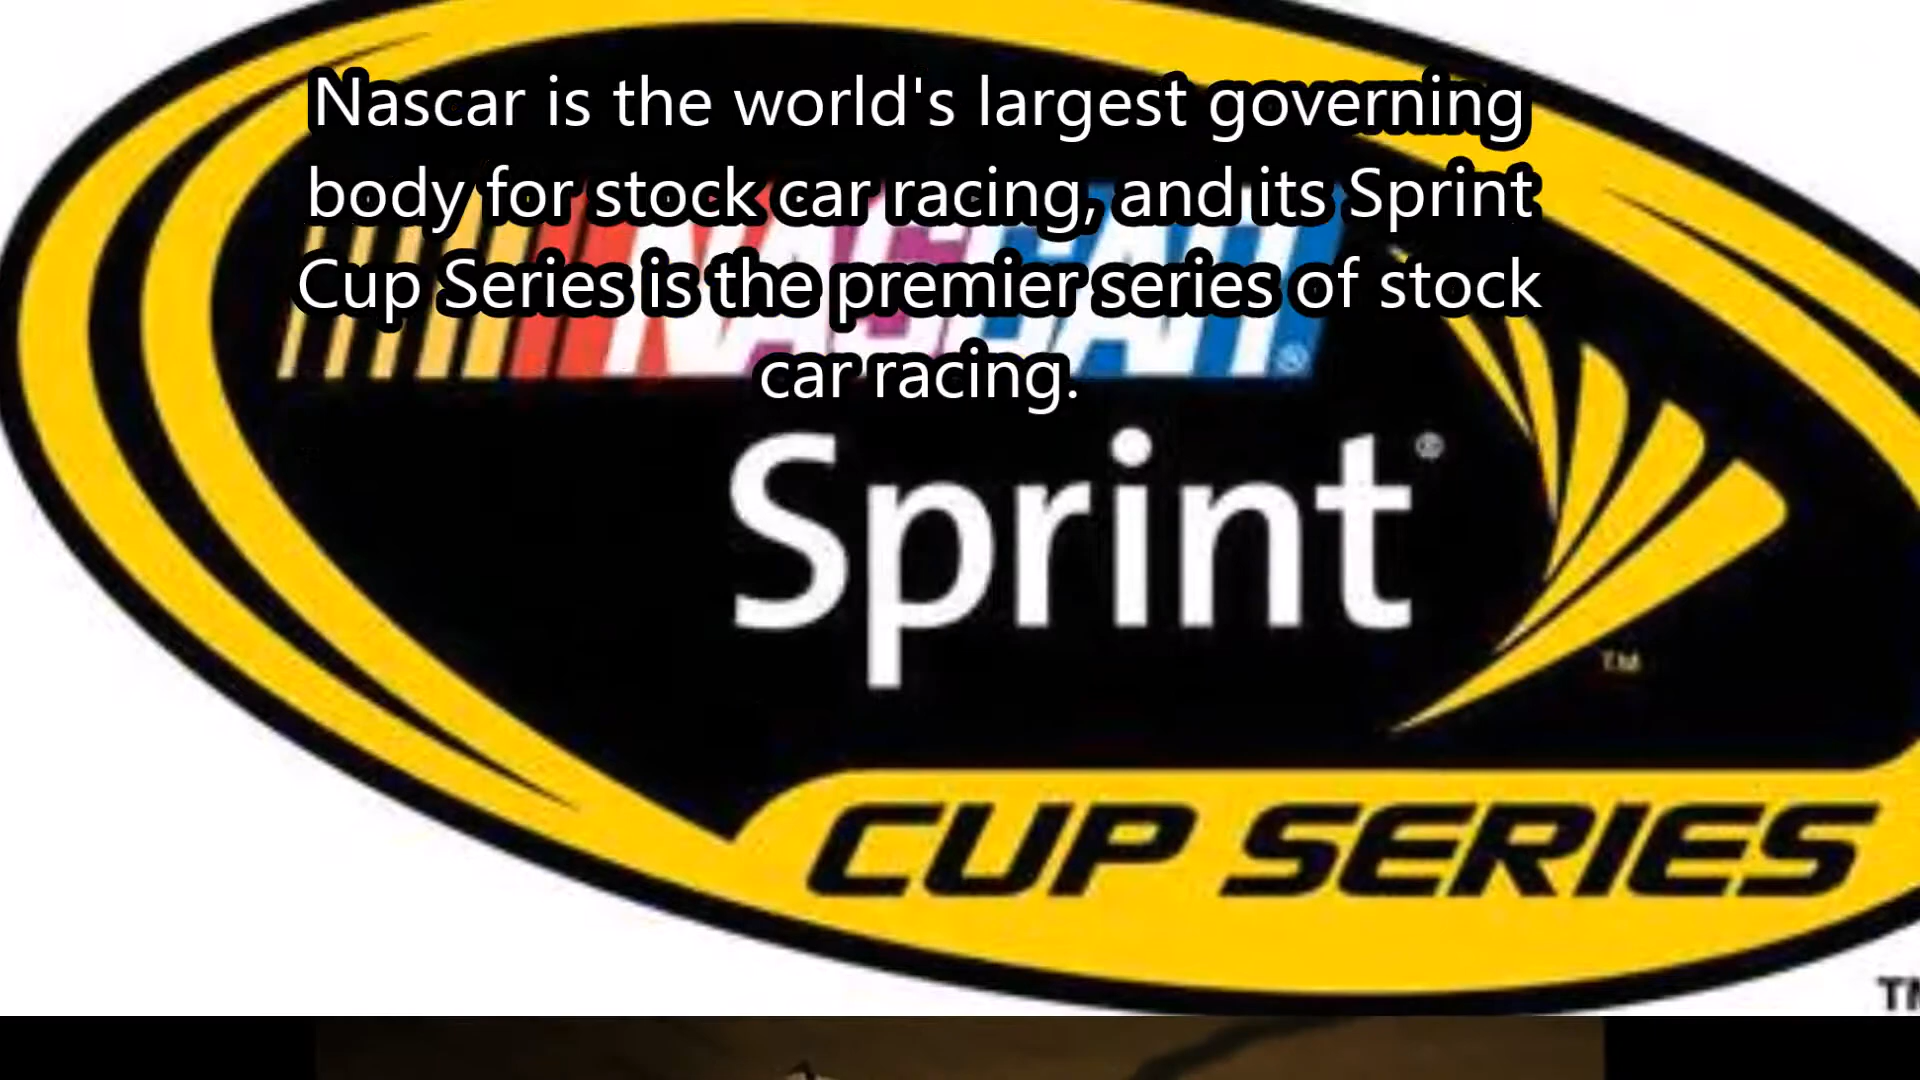 Nascar is the world's largest governing
body for stock car racing, and its Sprint
Cup Series is the premier series of stock
car racing.
NASCAR ®
Sprint ®
TM
CUP SERIES